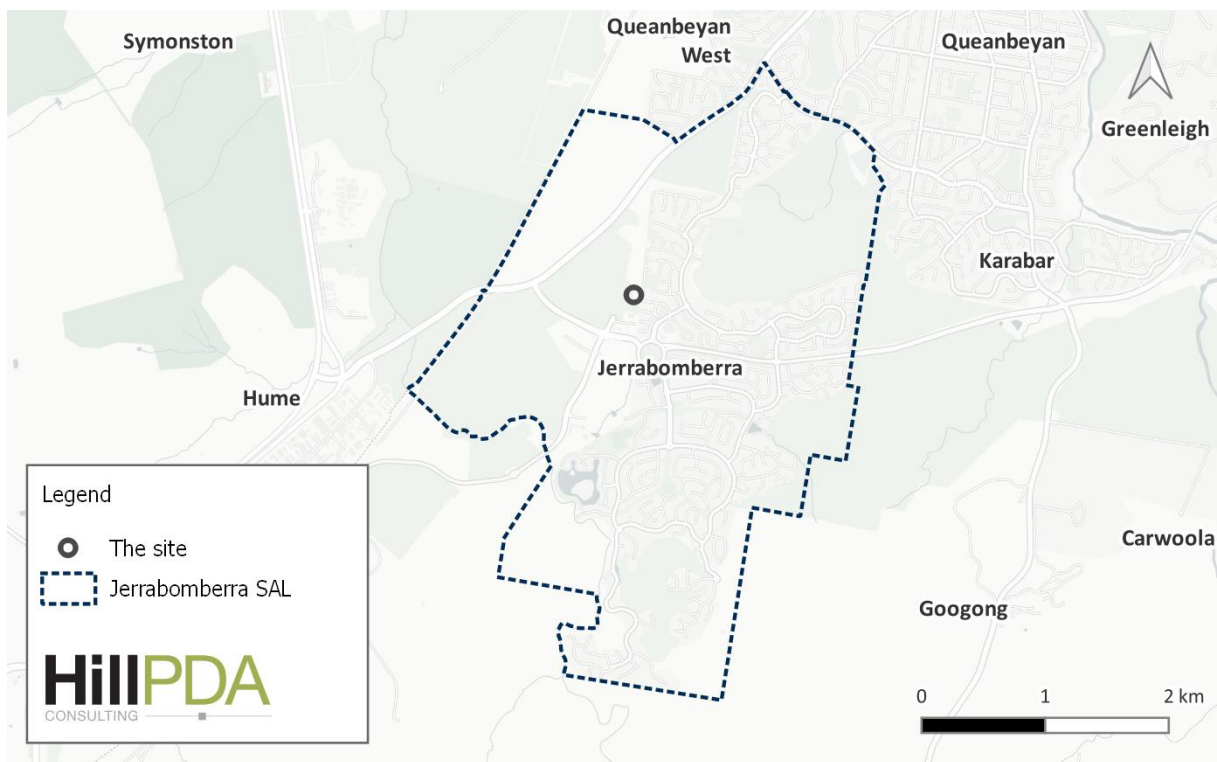 Symonston
Queanbeyan
West
Queanbeyan
Greenleigh
Karabar
Jerrabomberra
Hume
Legend
The site
Jerrabomberra SAL
HillPDA
CONSULTING
Carwoola
Googong
0 1 2 km